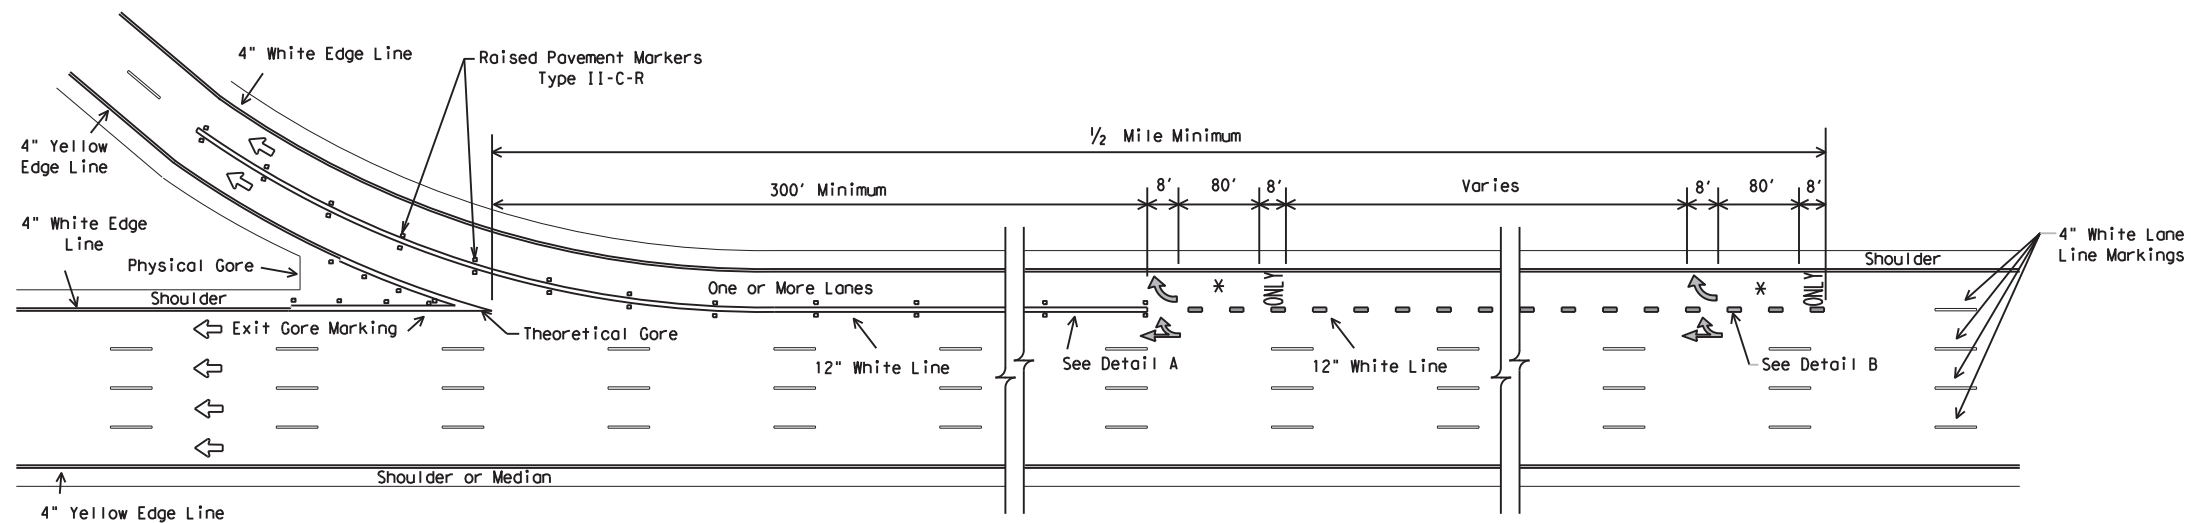 4" White Edge Line
Raised Pavement Markers
Type II-C-R
½ Mile Minimum
4" Yellow
Edge Line
300' Minimum
8'
80'
8'
Varies
8'
80'
8'
4" White Edge
Line
Physical Gore
Shoulder
4" White Lane
Line Markings
Shoulder
One or More Lanes
*
ONLY
*
ONLY
Exit Gore Marking
Theoretical Gore
12" White Line
See Detail A
12" White Line
See Detail B
Shoulder or Median
4" Yellow Edge Line